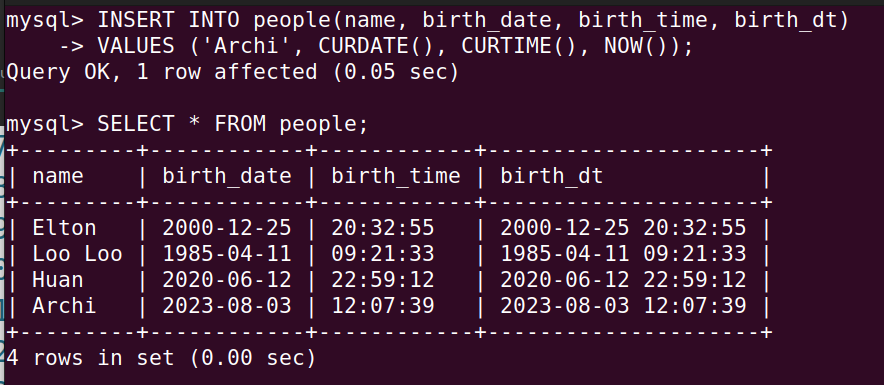 mysql> INSERT INTO people(name, birth_date, birth_time, birth_dt)
    -> VALUES ('Archi', CURDATE(), CURTIME(), NOW());
Query OK, 1 row affected (0.05 sec)

mysql> SELECT * FROM people;
+---------+------------+------------+---------------------+
| name    | birth_date | birth_time | birth_dt            |
+---------+------------+------------+---------------------+
| Elton   | 2000-12-25 | 20:32:55   | 2000-12-25 20:32:55 |
| Loo Loo | 1985-04-11 | 09:21:33   | 1985-04-11 09:21:33 |
| Huan    | 2020-06-12 | 22:59:12   | 2020-06-12 22:59:12 |
| Archi   | 2023-08-03 | 12:07:39   | 2023-08-03 12:07:39 |
+---------+------------+------------+---------------------+
4 rows in set (0.00 sec)